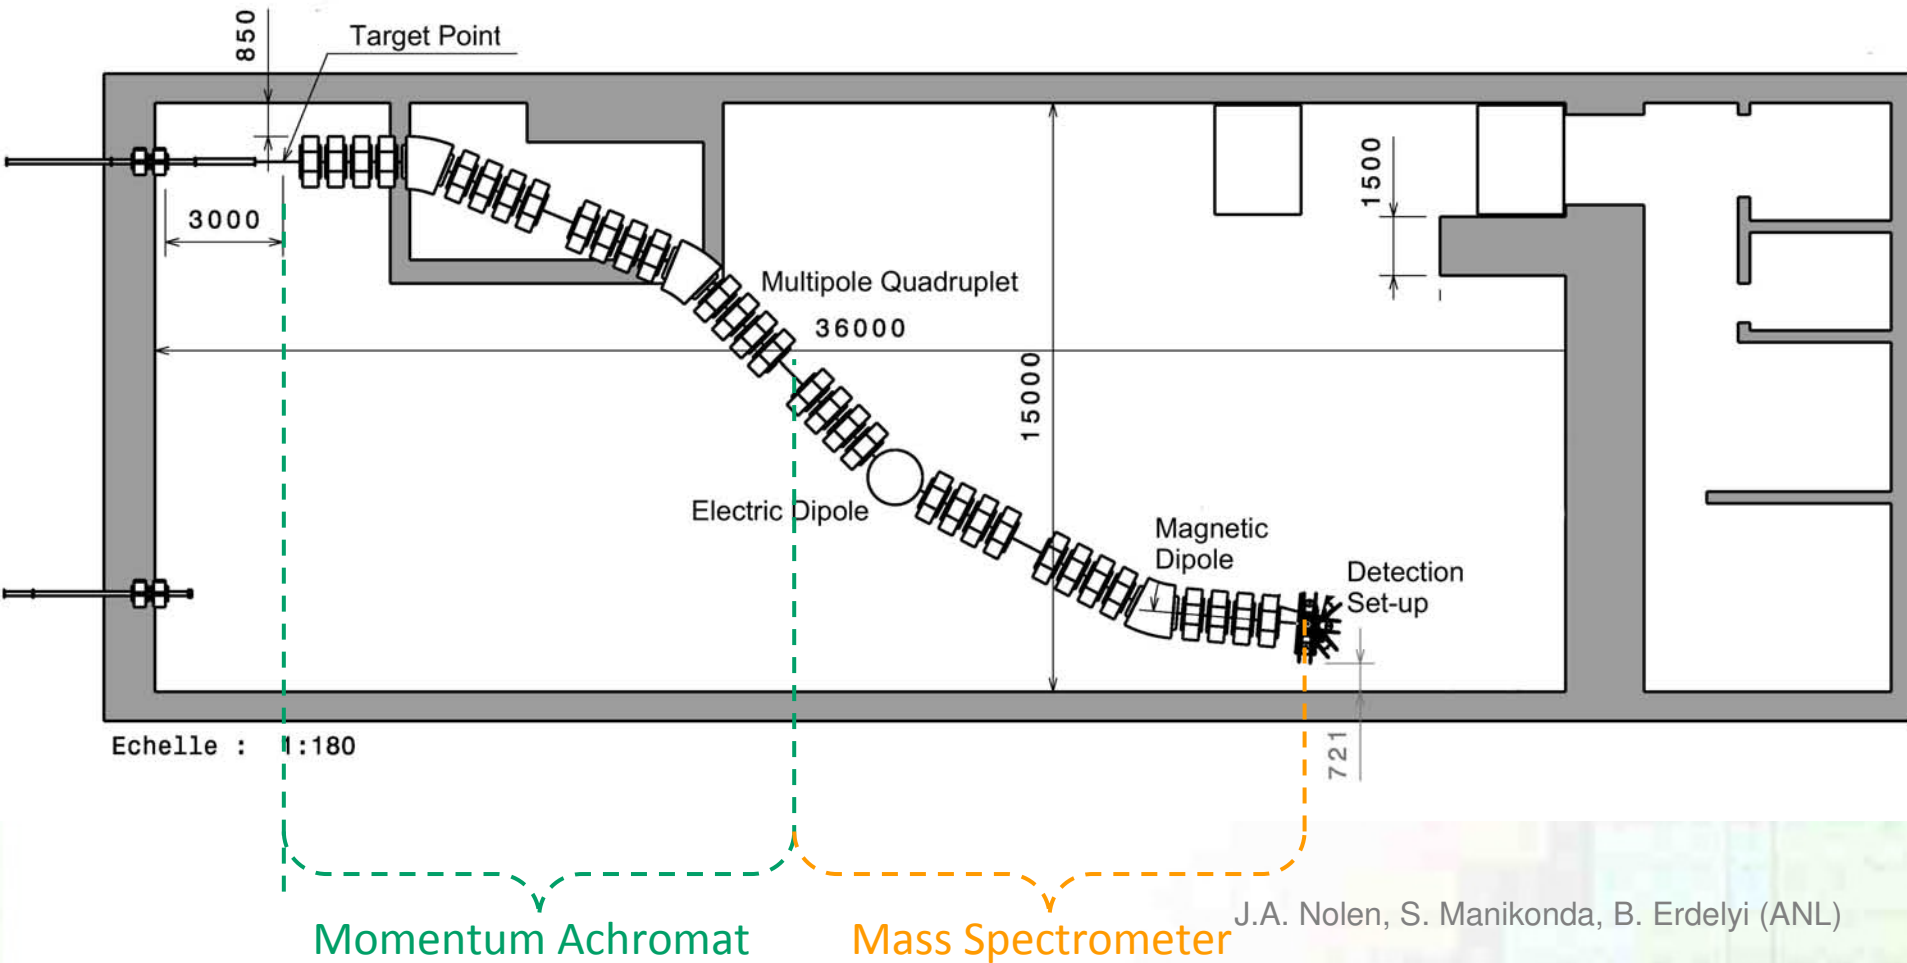 850
Target Point
3000
1500
Multipole Quadruplet
36000
15000
Electric Dipole
Magnetic
Dipole
Detection
Set-up
721
Echelle : 1:180
J.A. Nolen, S. Manikonda, B. Erdelyi (ANL)
Momentum Achromat
Mass Spectrometer